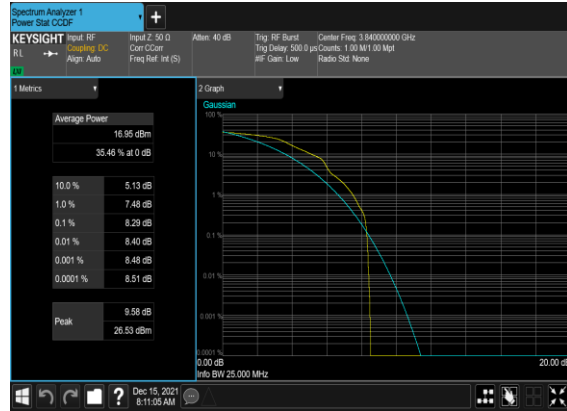 Spectrum Analyzer 1
Power Stat CCDF
KEYSIGHT
RL
Input: RF
Coupling: DC
Align: Auto
Input Z: 50 Ω
Corr CCorr
Freq Ref: Int (S)
Atten: 40 dB
Trig: RF Burst
Trig Delay: 500.0 µs
#IF Gain: Low
Center Freq: 3.840000000 GHz
Counts: 1.00 M/1.00 Mpt
Radio Std: None
1 Metrics
Average Power
16.95 dBm
35.46 % at 0 dB
10.0 % 5.13 dB
1.0 % 7.48 dB
0.1 % 8.29 dB
0.01 % 8.40 dB
0.001 % 8.48 dB
0.0001 % 8.51 dB
Peak
9.58 dB
26.53 dBm
2 Graph
Gaussian
100 %
10 %
1 %
0.1 %
0.01 %
0.001 %
0.0001 %
0.00 dB
20.00 dB
Info BW 25.000 MHz
Dec 15, 2021
8:11:05 AM